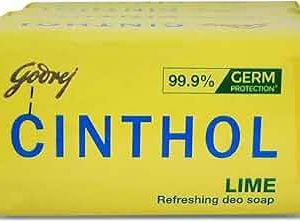 Godrej
99.9% GERM
PROTECTION*
CINTHOL
LIME
Refreshing deo soap